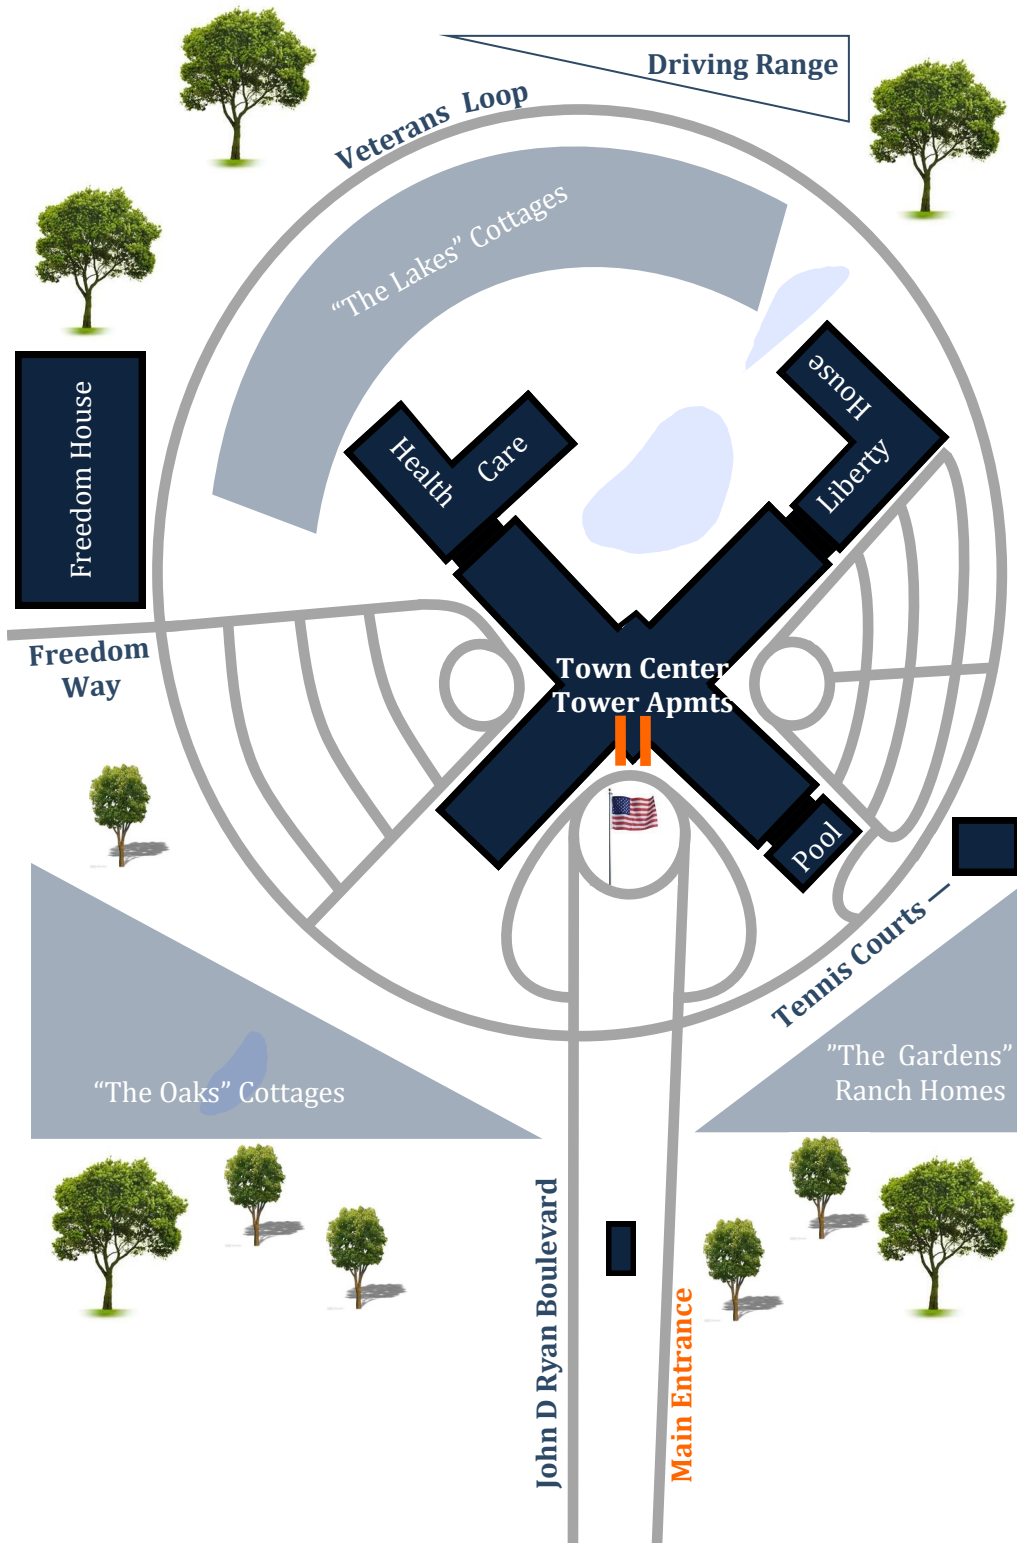 Driving Range
Veterans Loop
“The Lakes” Cottages
House
Liberty
Health
Care
Freedom House
Freedom
Way
Town Center
Tower Apmts
Pool
Tennis Courts
”The Gardens”
Ranch Homes
“The Oaks” Cottages
John D Ryan Boulevard
Main Entrance